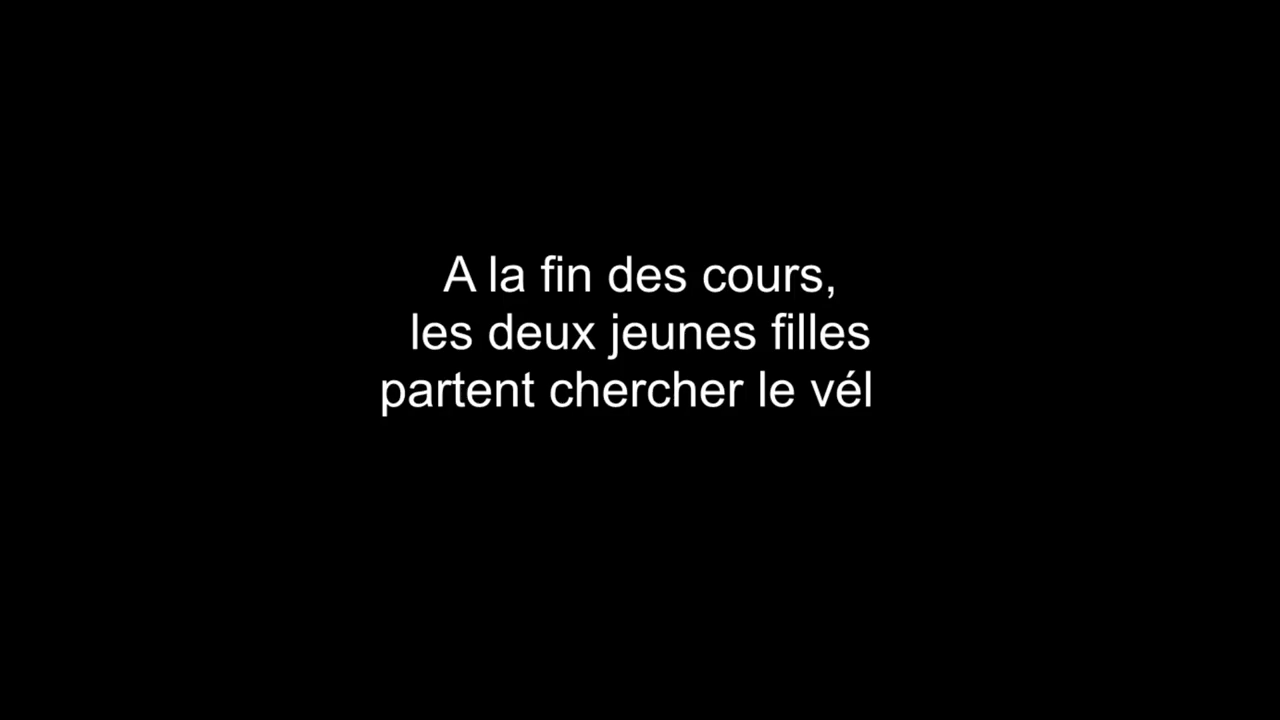 A la fin des cours,
les deux jeunes filles
partent chercher le vél